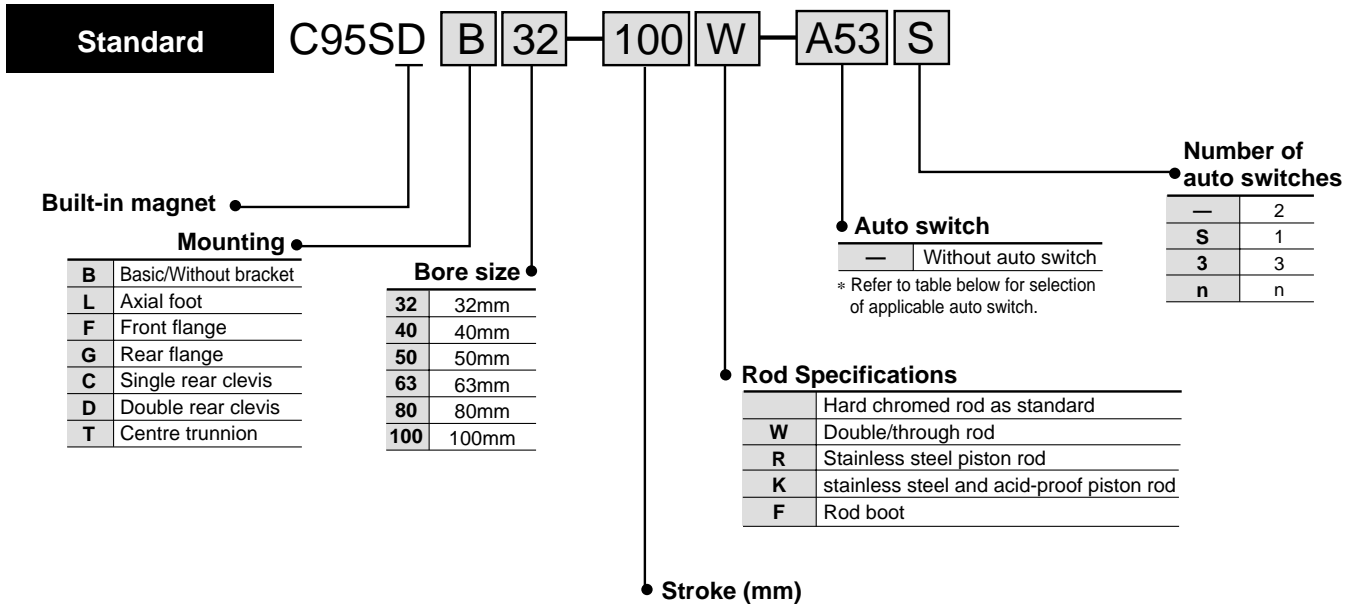 Standard
C95SD B 32 — 100 W — A53 S
Number of
auto switches
— 2
S 1
3 3
n n
Built-in magnet
Mounting
B Basic/Without bracket
L Axial foot
F Front flange
G Rear flange
C Single rear clevis
D Double rear clevis
T Centre trunnion
Bore size
32 32mm
40 40mm
50 50mm
63 63mm
80 80mm
100 100mm
Auto switch
— Without auto switch
* Refer to table below for selection
of applicable auto switch.
Rod Specifications
Hard chromed rod as standard
W Double/through rod
R Stainless steel piston rod
K stainless steel and acid-proof piston rod
F Rod boot
Stroke (mm)